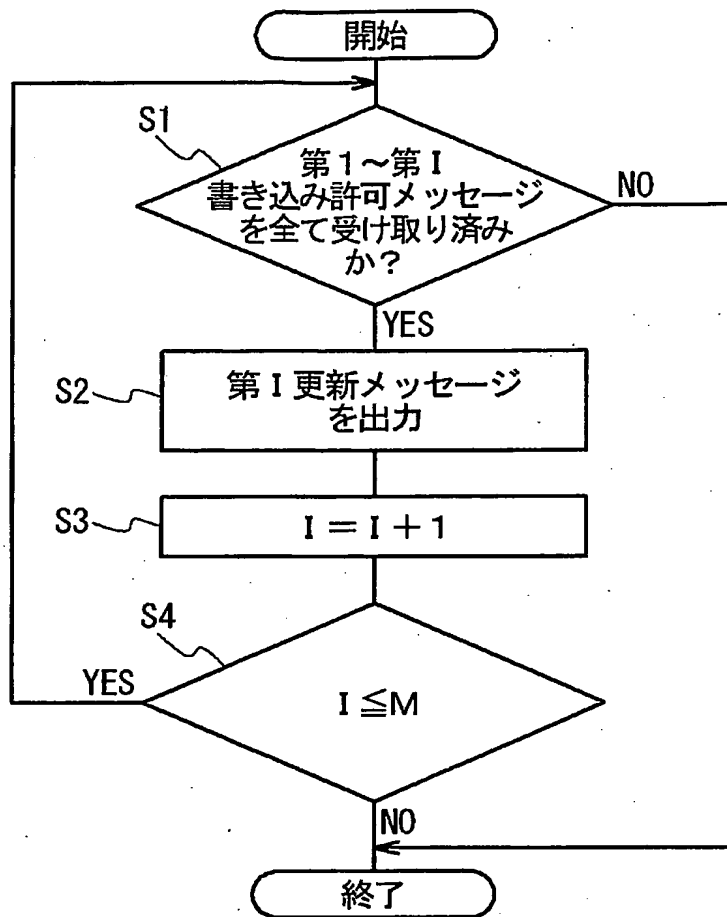 開始
S1
第1~第I
書き込み許可メッセージ
を全て受け取り済み
か?
NO
YES
S2
第I更新メッセージ
を出力
S3
I=I+1
S4
YES
I≦M
NO
終了